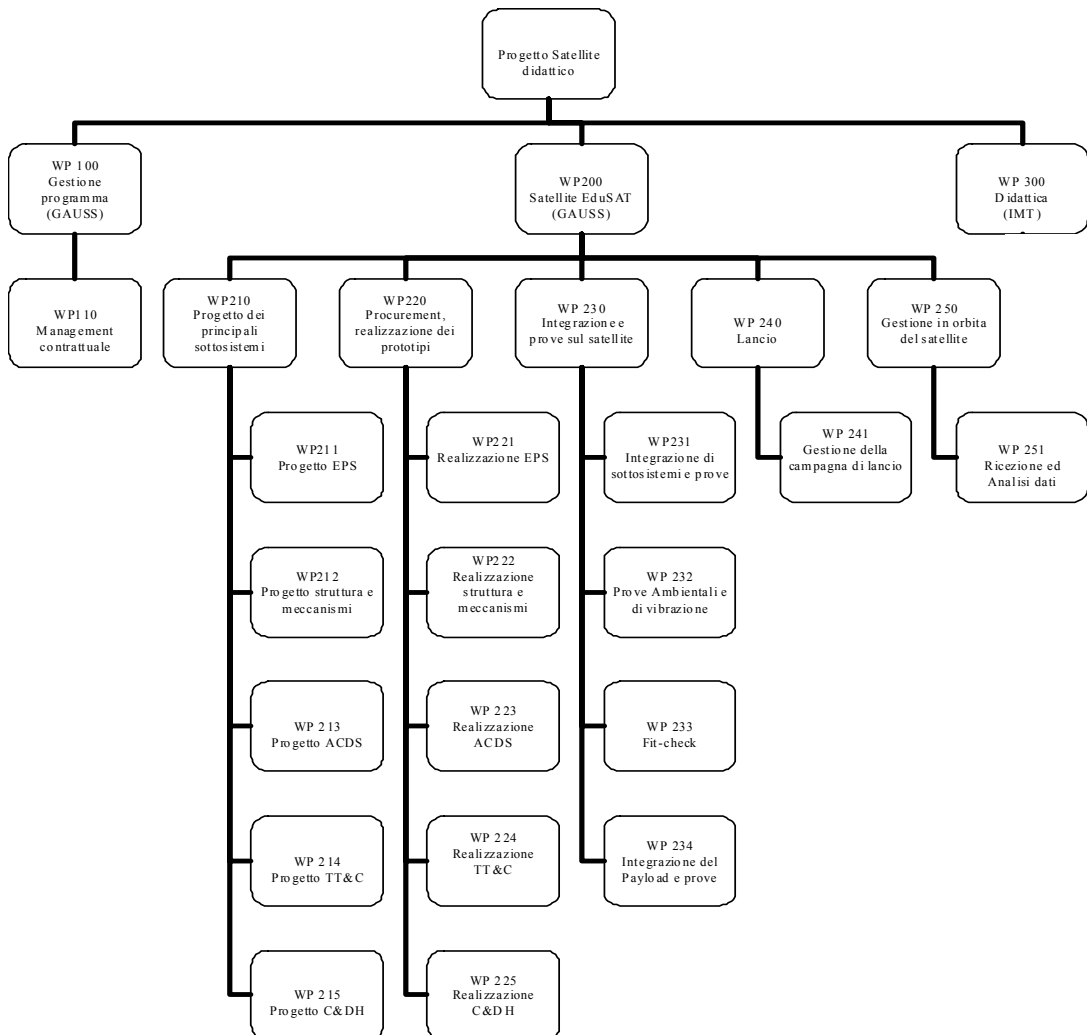 Progetto Satellite
didattico
WP 100
Gestione
programma
(GAUSS)
WP200
Satellite EduSAT
(GAUSS)
WP 300
Didattica
(IMT)
WP110
Management
contrattuale
WP210
Progetto dei
principali
sottosistemi
WP220
Procurement,
realizzazione dei
prototipi
WP 230
Integrazione e
prove sul satellite
WP 240
Lancio
WP 250
Gestione in orbita
del satellite
WP211
Progetto EPS
WP221
Realizzazione EPS
WP231
Integrazione di
sottosistemi e prove
WP 241
Gestione della
campagna di lancio
WP 251
Ricezione ed
Analisi dati
WP212
Progetto struttura e
meccanismi
WP222
Realizzazione
struttura e
meccanismi
WP 232
Prove Ambientali e
di vibrazione
WP 213
Progetto ACDS
WP 223
Realizzazione
ACDS
WP 233
Fit-check
WP 214
Progetto TT&C
WP 224
Realizzazione
TT&C
WP 234
Integrazione del
Payload e prove
WP 215
Progetto C&DH
WP 225
Realizzazione
C&DH